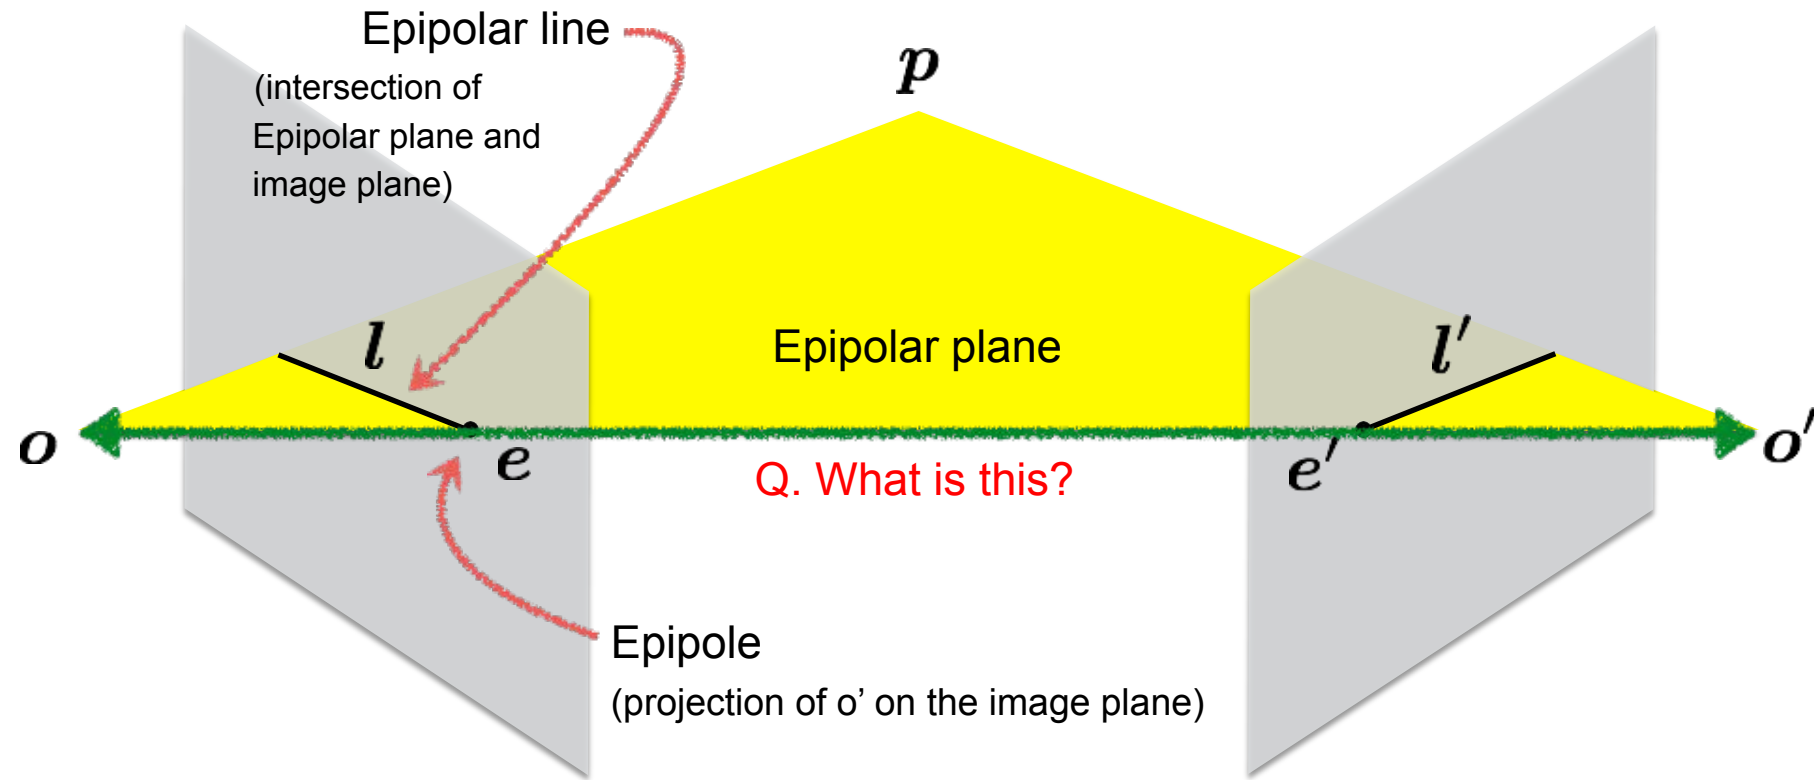 Epipolar line
(intersection of
Epipolar plane and
image plane)
p
l
Epipolar plane
l′
o
e
Q. What is this?
e′
o′
Epipole
(projection of o’ on the image plane)